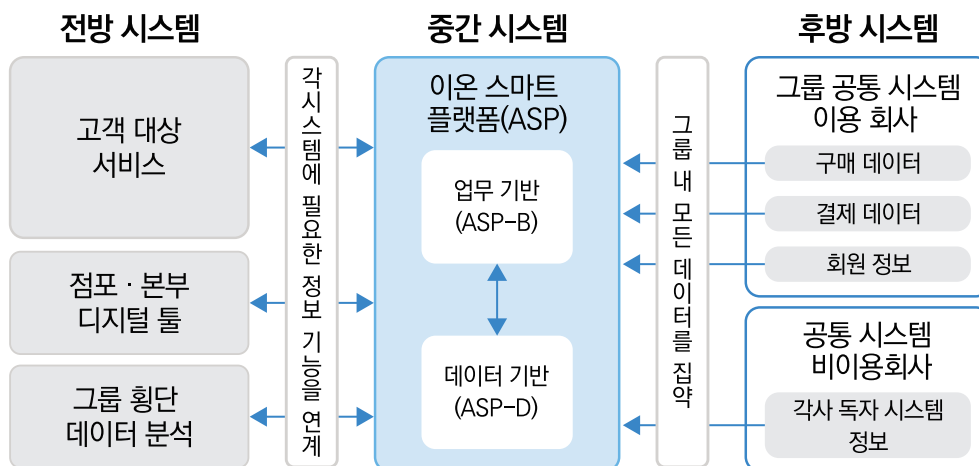 전방 시스템
중간 시스템
후방 시스템
고객 대상
서비스
점포 · 본부
디지털 툴
그룹 횡단
데이터 분석
각 시스템에 필요한 정보 기능을 연계
이온 스마트
플랫폼(ASP)
업무 기반
(ASP-B)
데이터 기반
(ASP-D)
그룹 내 모든 데이터를 집약
그룹 공통 시스템
이용 회사
구매 데이터
결제 데이터
회원 정보
공통 시스템
비이용회사
각사 독자 시스템
정보